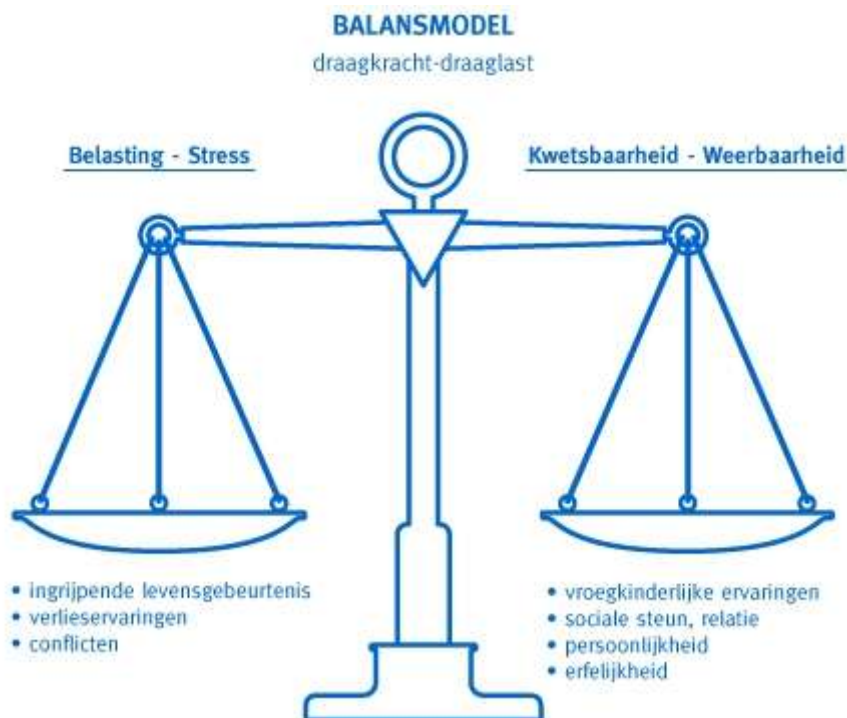 BALANSMODEL
draagkracht-draaglast
Belasting - Stress
Kwetsbaarheid - Weerbaarheid
• ingrijpende levensgebeurtenis
• verlieservaringen
• conflicten
• vroegkinderlijke ervaringen
• sociale steun, relatie
• persoonlijkheid
• erfelijkheid